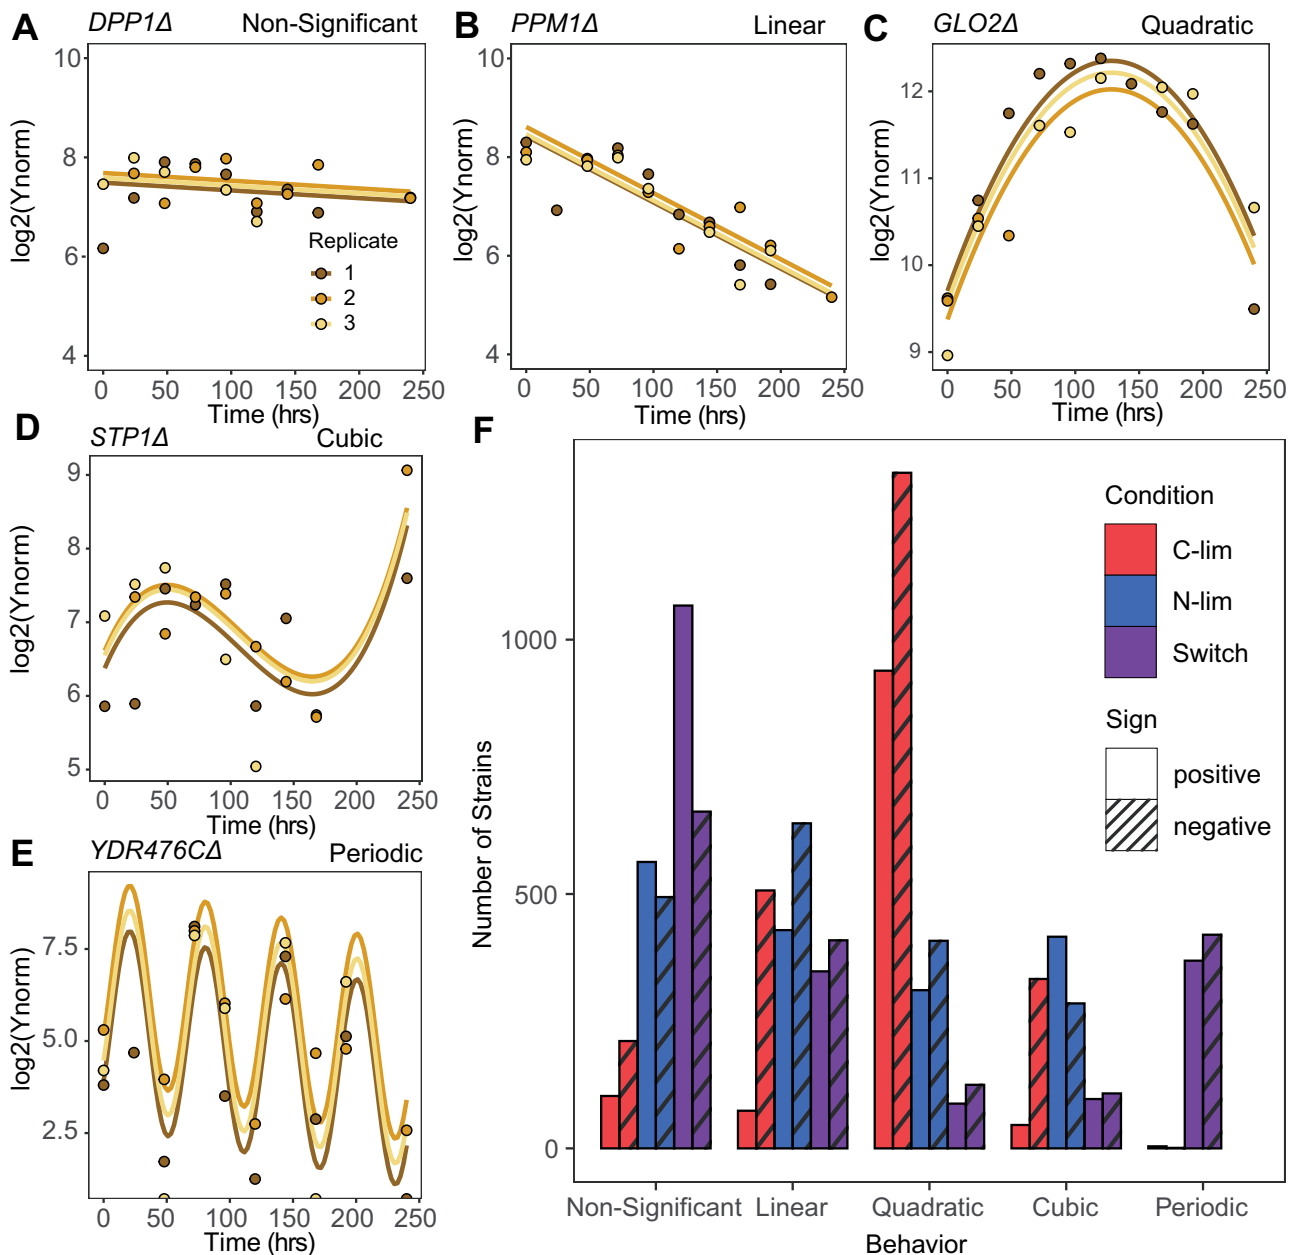 A DPP1Δ Non-Significant
log2(Ynorm)
10
8
6
4
Replicate
1
2
3
0 50 100 150 200 250
Time (hrs)
B PPM1Δ Linear
log2(Ynorm)
10
8
6
4
0 50 100 150 200 250
Time (hrs)
C GLO2Δ Quadratic
log2(Ynorm)
12
11
10
9
0 50 100 150 200 250
Time (hrs)
D STP1Δ Cubic
log2(Ynorm)
9
8
7
6
5
0 50 100 150 200 250
Time (hrs)
E YDR476CΔ Periodic
log2(Ynorm)
7.5
5.0
2.5
0 50 100 150 200 250
Time (hrs)
F
Number of Strains
1000
500
0
Condition
C-lim
N-lim
Switch
Sign
positive
negative
Non-Significant Linear Quadratic Cubic Periodic
Behavior